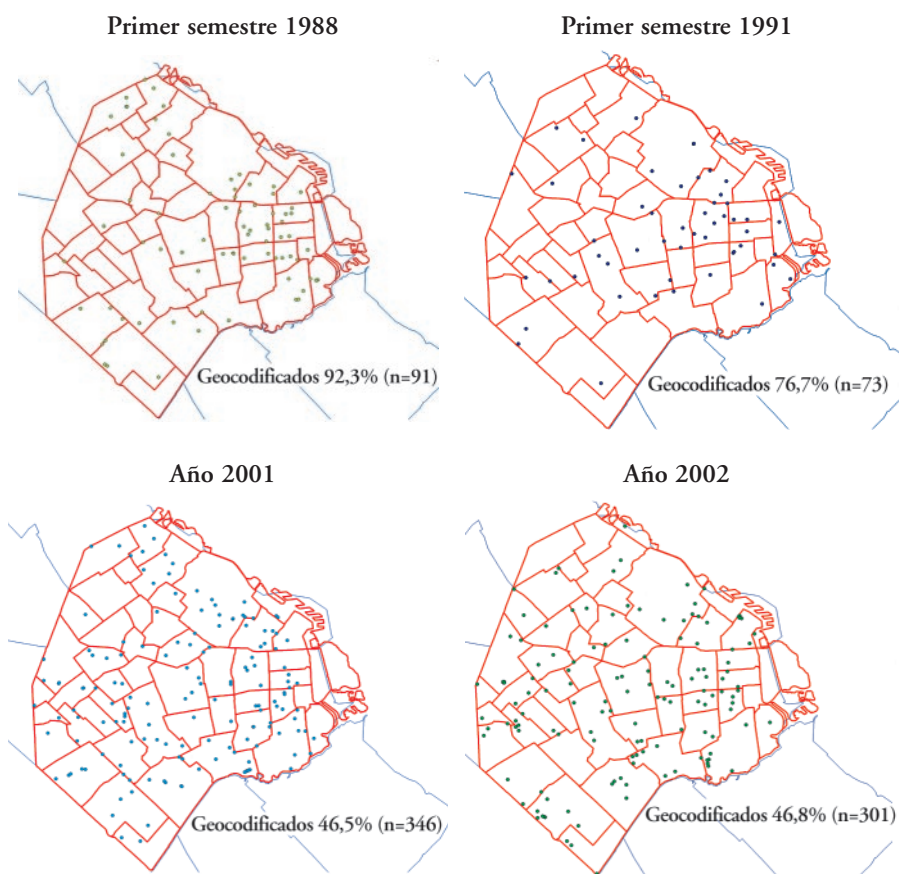 Primer semestre 1988
Primer semestre 1991
Geocodificados 92,3% (n=91)
Geocodificados 76,7% (n=73)
Año 2001
Año 2002
Geocodificados 46,5% (n=346)
Geocodificados 46,8% (n=301)